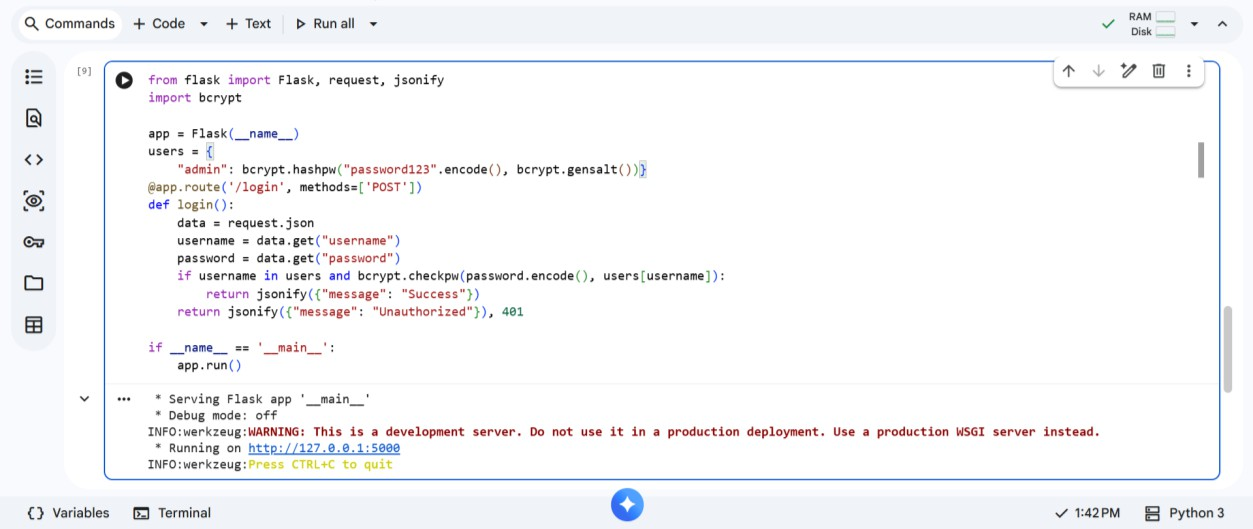 Commands + Code + Text Run all
RAM
Disk
[9]
from flask import Flask, request, jsonify
import bcrypt
app = Flask(__name__)
users = {
    "admin": bcrypt.hashpw("password123".encode(), bcrypt.gensalt())}
@app.route('/login', methods=['POST'])
def login():
    data = request.json
    username = data.get("username")
    password = data.get("password")
    if username in users and bcrypt.checkpw(password.encode(), users[username]):
        return jsonify({"message": "Success"})
    return jsonify({"message": "Unauthorized"}), 401
if __name__ == '__main__':
    app.run()
 * Serving Flask app '__main__'
 * Debug mode: off
INFO:werkzeug:WARNING: This is a development server. Do not use it in a production deployment. Use a production WSGI server instead.
 * Running on http://127.0.0.1:5000
INFO:werkzeug:Press CTRL+C to quit
{} Variables Terminal 1:42 PM Python 3